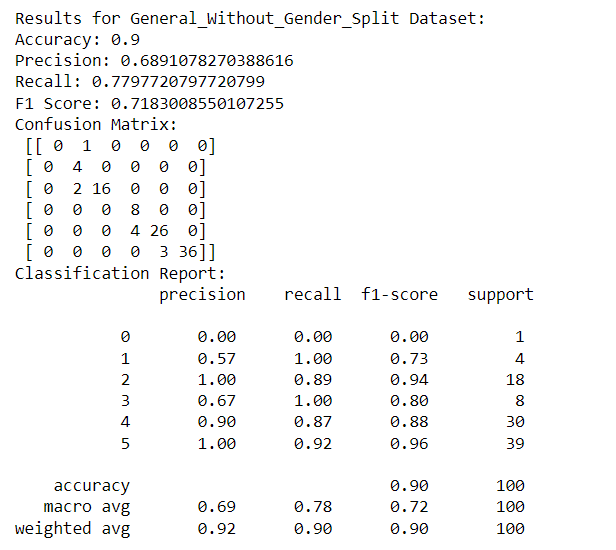 Results for General_Without_Gender_Split Dataset:
Accuracy: 0.9
Precision: 0.6891078270388616
Recall: 0.7797720797720799
F1 Score: 0.7183008550107255
Confusion Matrix:
[[ 0 1 0 0 0 0]
[ 0 4 0 0 0 0]
[ 0 2 16 0 0 0]
[ 0 0 0 8 0 0]
[ 0 0 0 4 26 0]
[ 0 0 0 0 3 36]]
Classification Report:
precision recall f1-score support
0 0.00 0.00 0.00 1
1 0.57 1.00 0.73 4
2 1.00 0.89 0.94 18
3 0.67 1.00 0.80 8
4 0.90 0.87 0.88 30
5 1.00 0.92 0.96 39
accuracy 0.90 100
macro avg 0.69 0.78 0.72 100
weighted avg 0.92 0.90 0.90 100